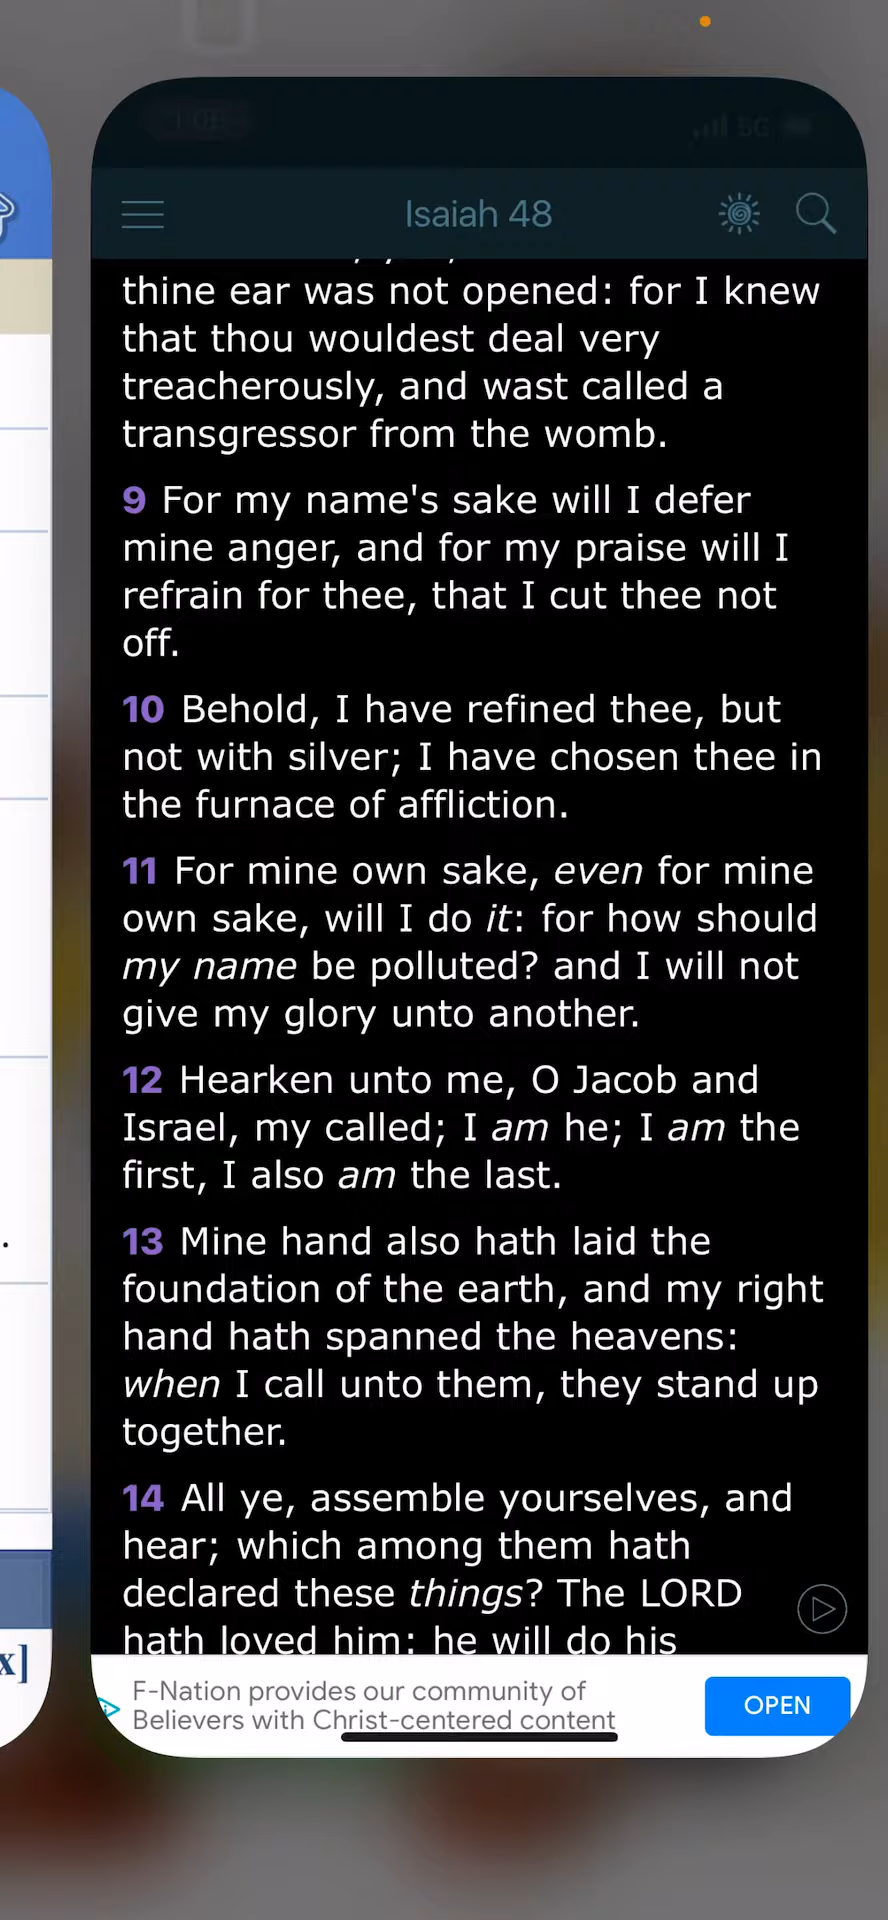 Isaiah 48
thine ear was not opened: for I knew
that thou wouldest deal very
treacherously, and wast called a
transgressor from the womb.
9 For my name's sake will I defer
mine anger, and for my praise will I
refrain for thee, that I cut thee not
off.
10 Behold, I have refined thee, but
not with silver; I have chosen thee in
the furnace of affliction.
11 For mine own sake, even for mine
own sake, will I do it: for how should
my name be polluted? and I will not
give my glory unto another.
12 Hearken unto me, O Jacob and
Israel, my called; I am he; I am the
first, I also am the last.
13 Mine hand also hath laid the
foundation of the earth, and my right
hand hath spanned the heavens:
when I call unto them, they stand up
together.
14 All ye, assemble yourselves, and
hear; which among them hath
declared these things? The LORD
hath loved him: he will do his
x]
F-Nation provides our community of
Believers with Christ-centered content
OPEN